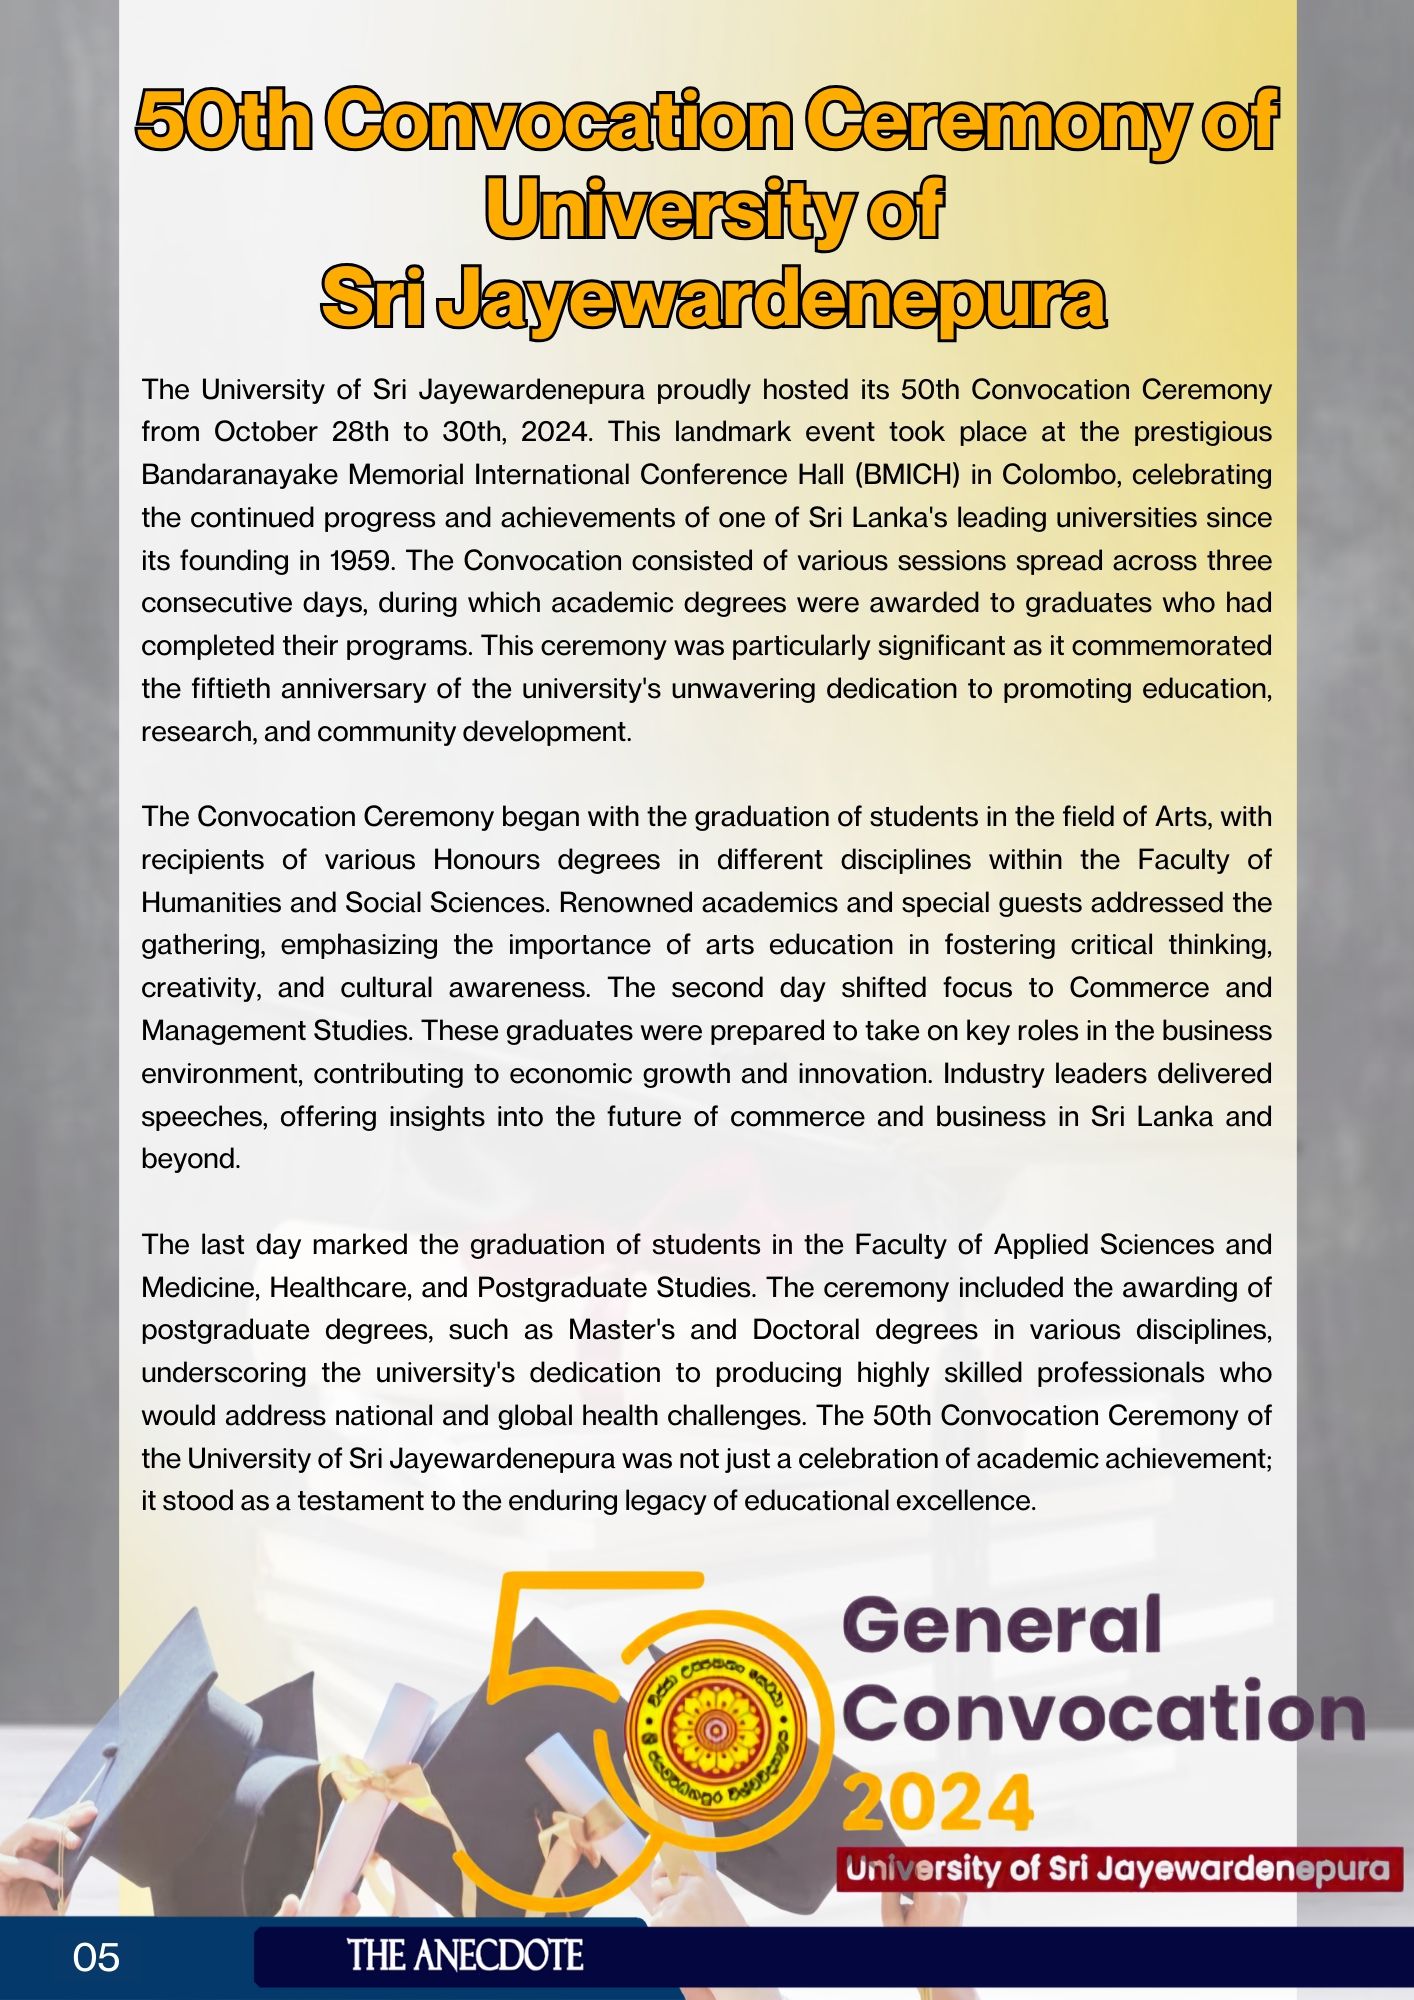 50th Convocation Ceremony of
University of
Sri Jayewardenepura
The University of Sri Jayewardenepura proudly hosted its 50th Convocation Ceremony
from October 28th to 30th, 2024. This landmark event took place at the prestigious
Bandaranayake Memorial International Conference Hall (BMICH) in Colombo, celebrating
the continued progress and achievements of one of Sri Lanka's leading universities since
its founding in 1959. The Convocation consisted of various sessions spread across three
consecutive days, during which academic degrees were awarded to graduates who had
completed their programs. This ceremony was particularly significant as it commemorated
the fiftieth anniversary of the university's unwavering dedication to promoting education,
research, and community development.
The Convocation Ceremony began with the graduation of students in the field of Arts, with
recipients of various Honours degrees in different disciplines within the Faculty of
Humanities and Social Sciences. Renowned academics and special guests addressed the
gathering, emphasizing the importance of arts education in fostering critical thinking,
creativity, and cultural awareness. The second day shifted focus to Commerce and
Management Studies. These graduates were prepared to take on key roles in the business
environment, contributing to economic growth and innovation. Industry leaders delivered
speeches, offering insights into the future of commerce and business in Sri Lanka and
beyond.
The last day marked the graduation of students in the Faculty of Applied Sciences and
Medicine, Healthcare, and Postgraduate Studies. The ceremony included the awarding of
postgraduate degrees, such as Master's and Doctoral degrees in various disciplines,
underscoring the university's dedication to producing highly skilled professionals who
would address national and global health challenges. The 50th Convocation Ceremony of
the University of Sri Jayewardenepura was not just a celebration of academic achievement;
it stood as a testament to the enduring legacy of educational excellence.
50
General
Convocation
2024
University of Sri Jayewardenepura
05
THE ANECDOTE